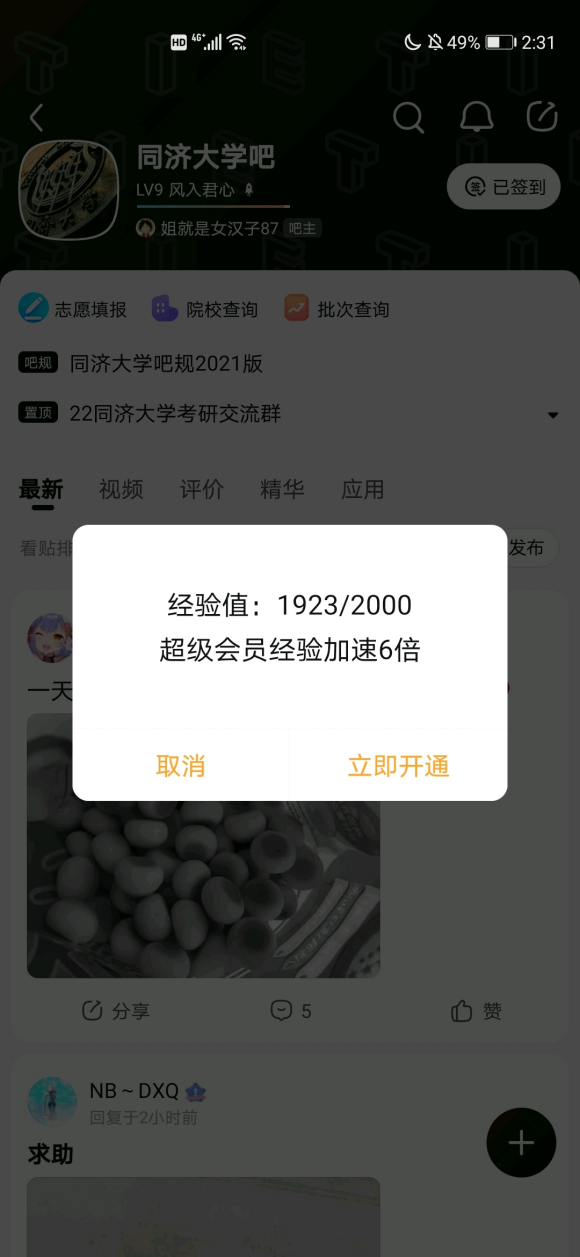 HD 4G+ 49% 2:31
同济大学吧
LV9 风入君心
已签到
姐就是女汉子87 吧主
志愿填报 院校查询 批次查询
吧规 同济大学吧规2021版
置顶 22同济大学考研交流群
最新 视频 评价 精华 应用
看贴排 发布
经验值：1923/2000
超级会员经验加速6倍
取消 立即开通
一天
分享 5 赞
NB ~ DXQ
回复于2小时前
求助